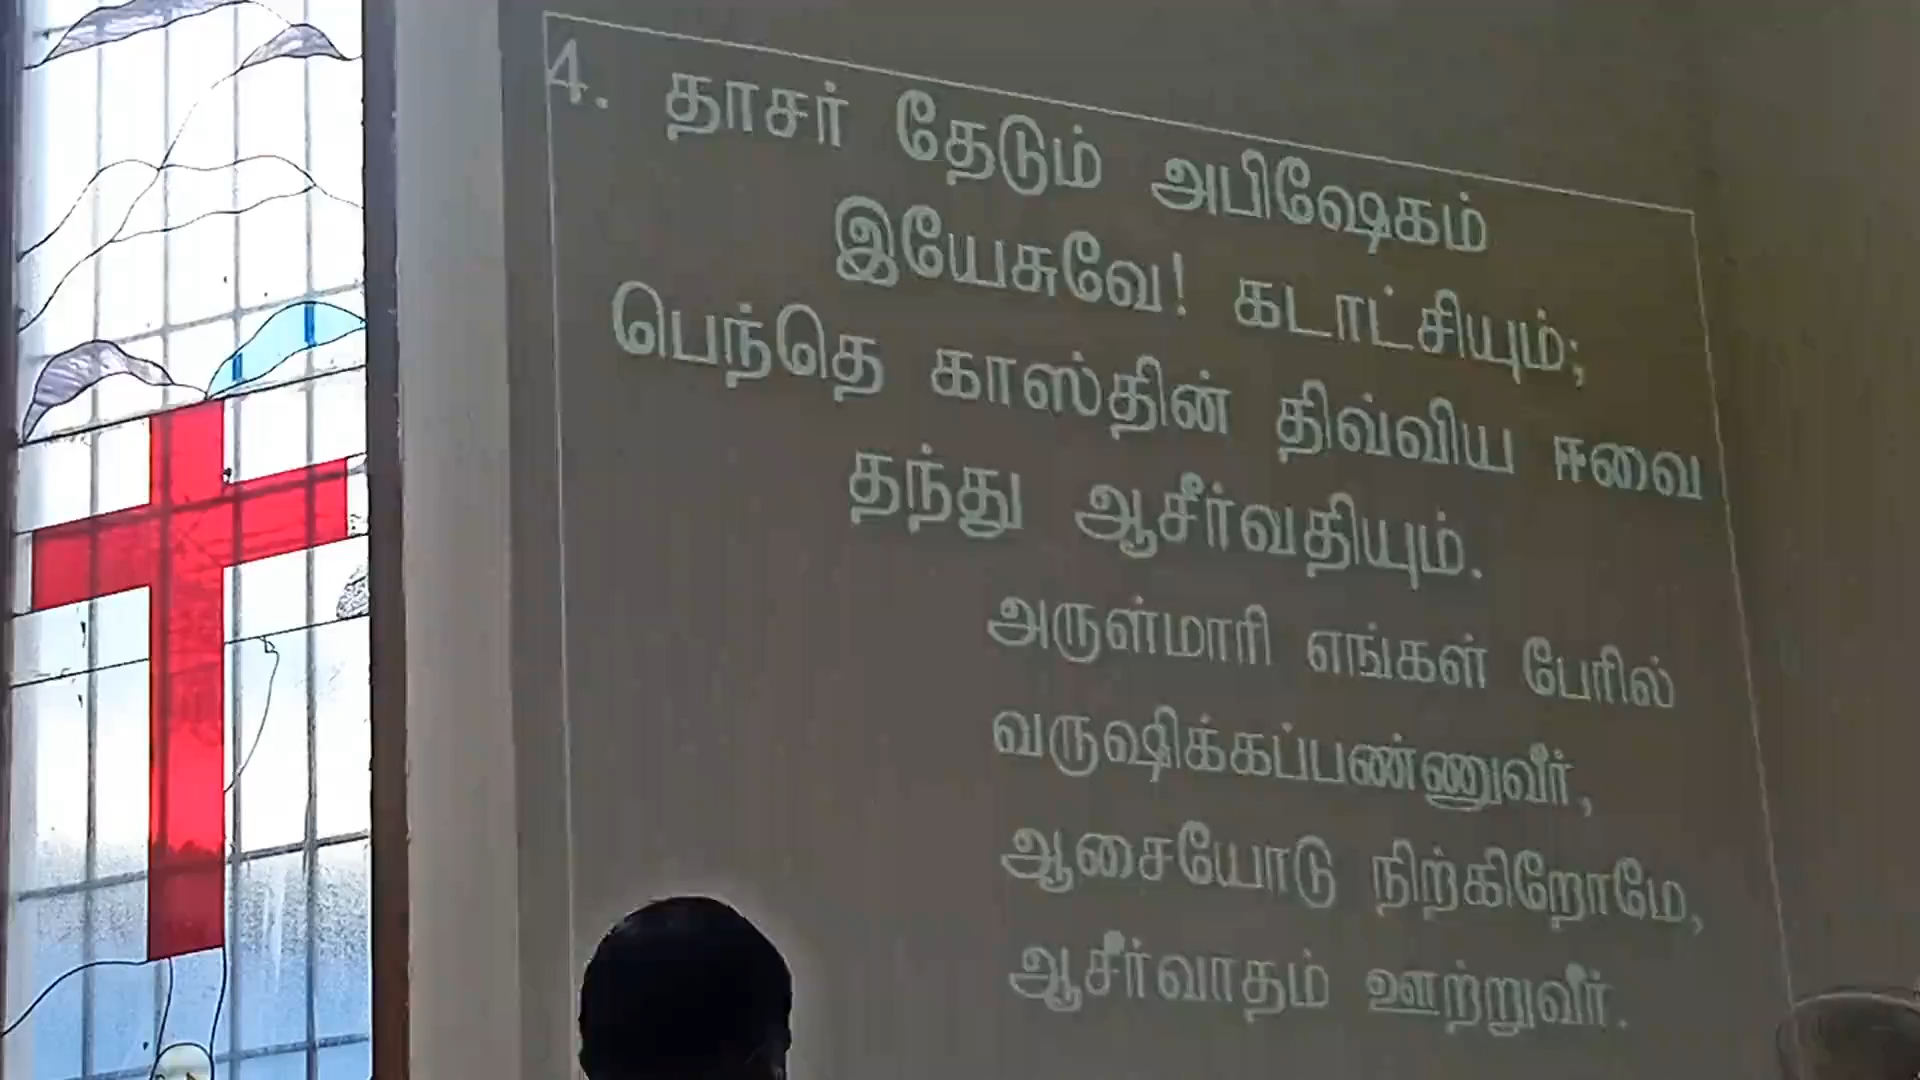 4. தாசர் தேடும் அபிஷேகம்
இயேசுவே! கடாட்சியும்;
பெந்தெ காஸ்தின் திவ்விய ஈவை
தந்து ஆசீர்வதியும்.
அருள்மாரி எங்கள் பேரில்
வருஷிக்கப்பண்ணுவீர்,
ஆசையோடு நிற்கிறோமே,
ஆசீர்வாதம் ஊற்றுவீர்.